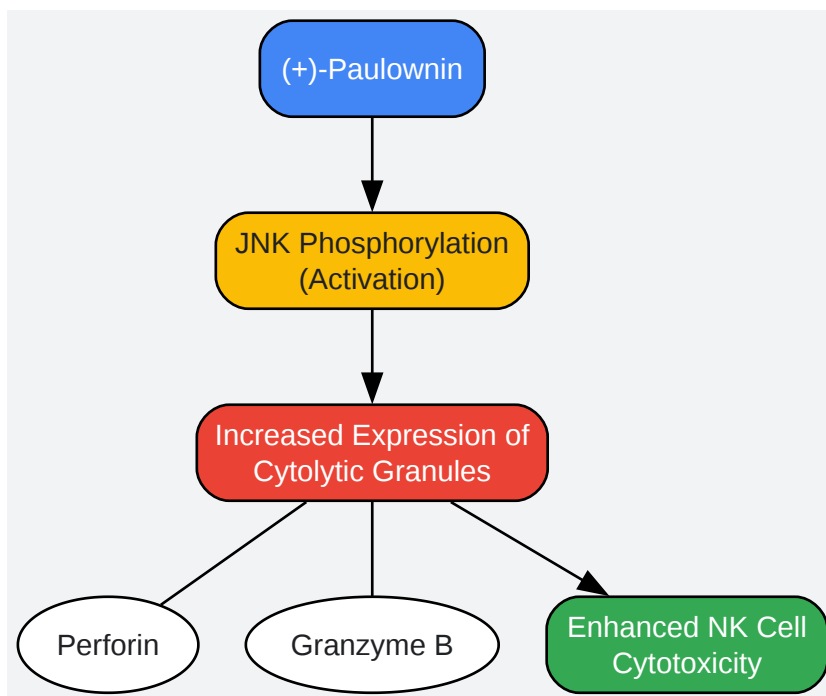 (+)-Paulownin
JNK Phosphorylation
(Activation)
Increased Expression of
Cytolytic Granules
Perforin
Granzyme B
Enhanced NK Cell
Cytotoxicity